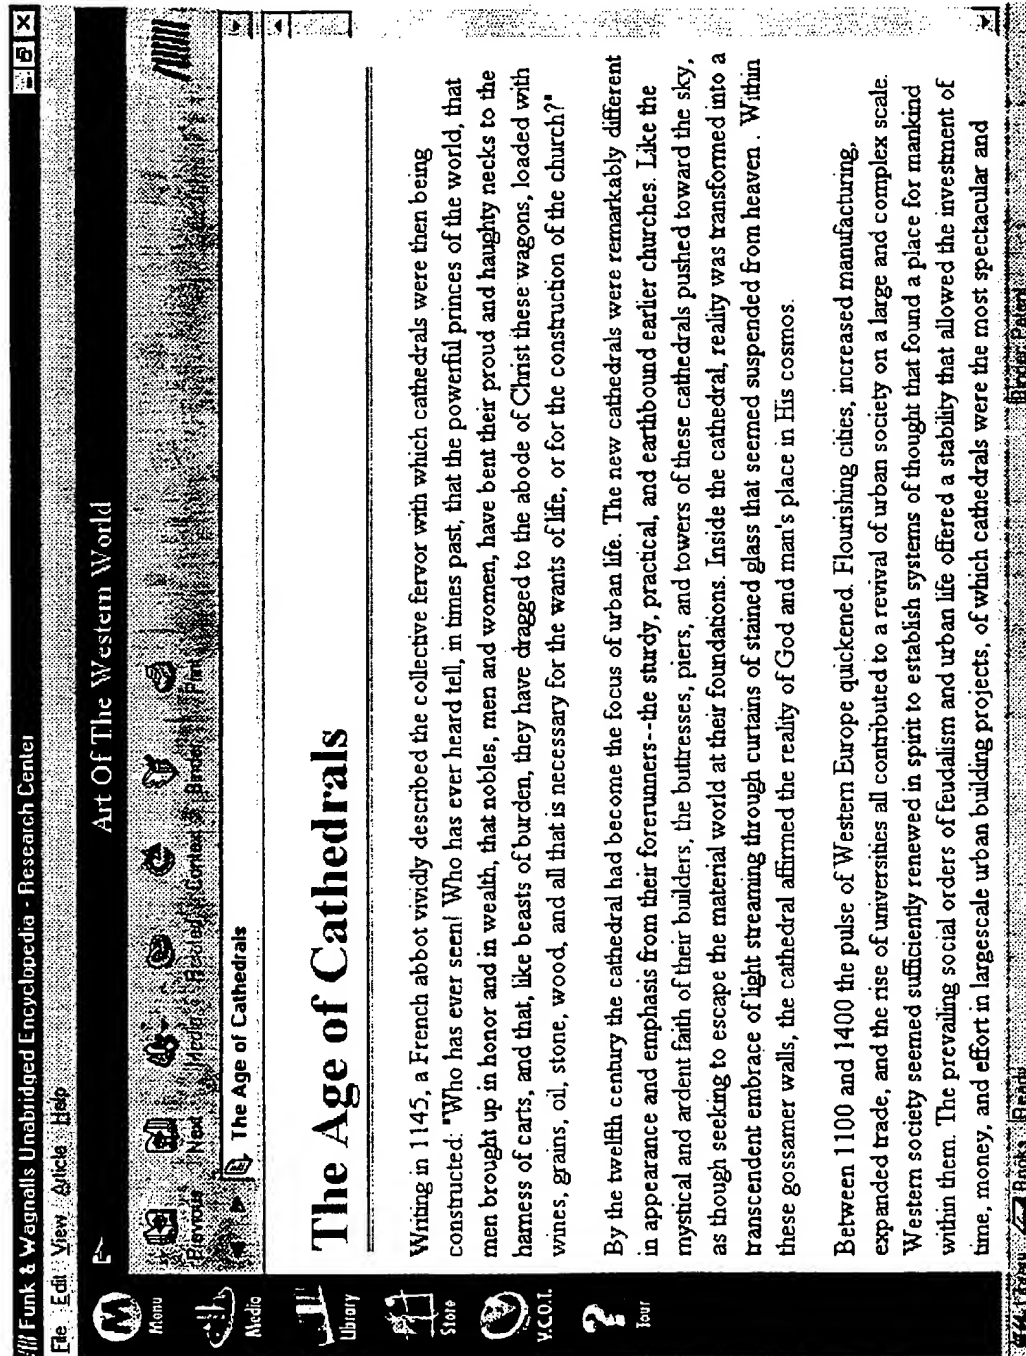 Funk & Wagnalls Unabridged Encyclopedia - Research Center
File Edit View Article Help
Art Of The Western World
Menu
Media
Library
Store
V.C.O.T.
Tour
Previous Next Media Related Context St. Binder Print
The Age of Cathedrals
The Age of Cathedrals
Writing in 1145, a French abbot vividly described the collective fervor with which cathedrals were then being
constructed: "Who has ever seen! Who has ever heard tell, in times past, that the powerful princes of the world, that
men brought up in honor and in wealth, that nobles, men and women, have bent their proud and haughty necks to the
harness of carts, and that, like beasts of burden, they have dragged to the abode of Christ these wagons, loaded with
wines, grains, oil, stone, wood, and all that is necessary for the wants of life, or for the construction of the church?"
By the twelfth century the cathedral had become the focus of urban life. The new cathedrals were remarkably different
in appearance and emphasis from their forerunners--the sturdy, practical, and earthbound earlier churches. Like the
mystical and ardent faith of their builders, the buttresses, piers, and towers of these cathedrals pushed toward the sky,
as though seeking to escape the material world at their foundations. Inside the cathedral, reality was transformed into a
transcendent embrace of light streaming through curtains of stained glass that seemed suspended from heaven . Within
these gossamer walls, the cathedral affirmed the reality of God and man's place in His cosmos.
Between 1100 and 1400 the pulse of Western Europe quickened. Flourishing cities, increased manufacturing,
expanded trade, and the rise of universities all contributed to a revival of urban society on a large and complex scale.
Western society seemed sufficiently renewed in spirit to establish systems of thought that found a place for mankind
within them. The prevailing social orders of feudalism and urban life offered a stability that allowed the investment of
time, money, and effort in largescale urban building projects, of which cathedrals were the most spectacular and
Books Ready